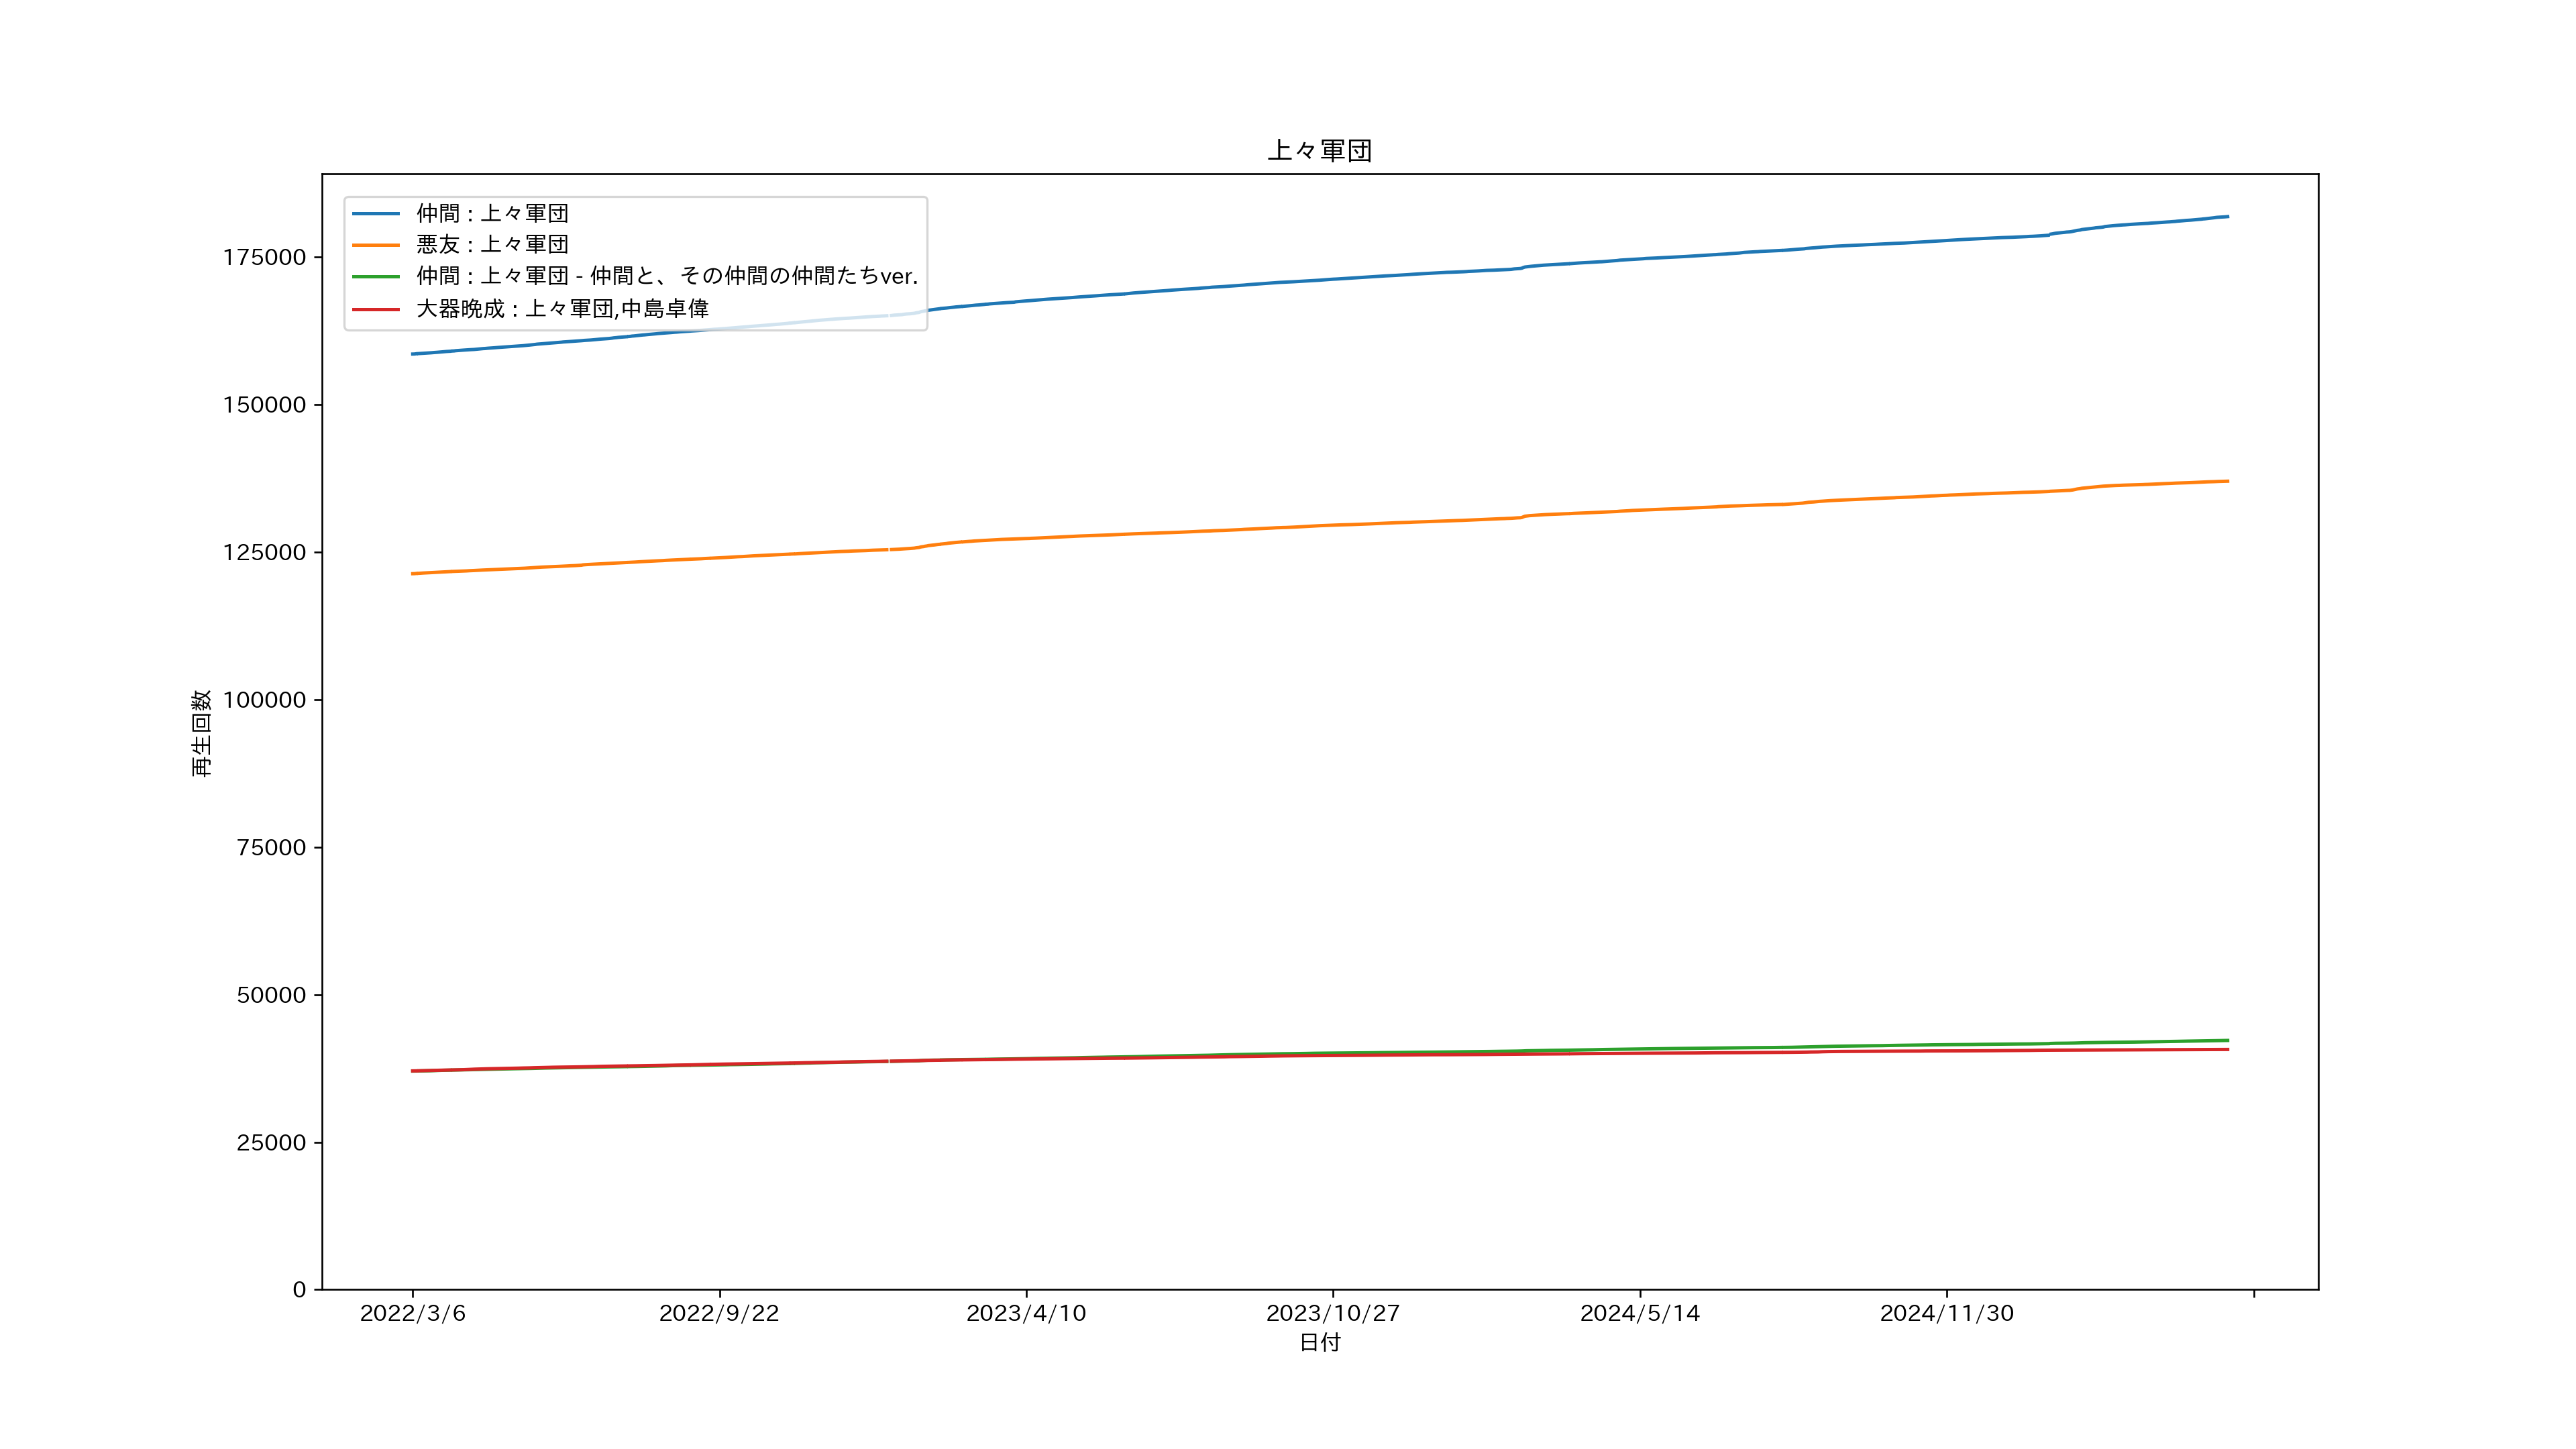 上々軍団
仲間 : 上々軍団
悪友 : 上々軍団
仲間 : 上々軍団 - 仲間と、その仲間の仲間たちver.
大器晩成 : 上々軍団,中島卓偉
175000
150000
125000
100000
75000
50000
25000
0
再生回数
2022/3/6
2022/9/22
2023/4/10
2023/10/27
2024/5/14
2024/11/30
日付